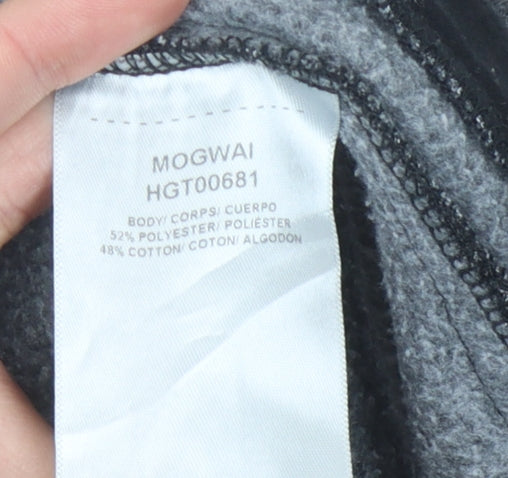 MOGWAI
HGT00681
BODY/ CORPS/ CUERPO
52% POLYESTER/ POLIÉSTER
48% COTTON/ COTON/ ALGODON